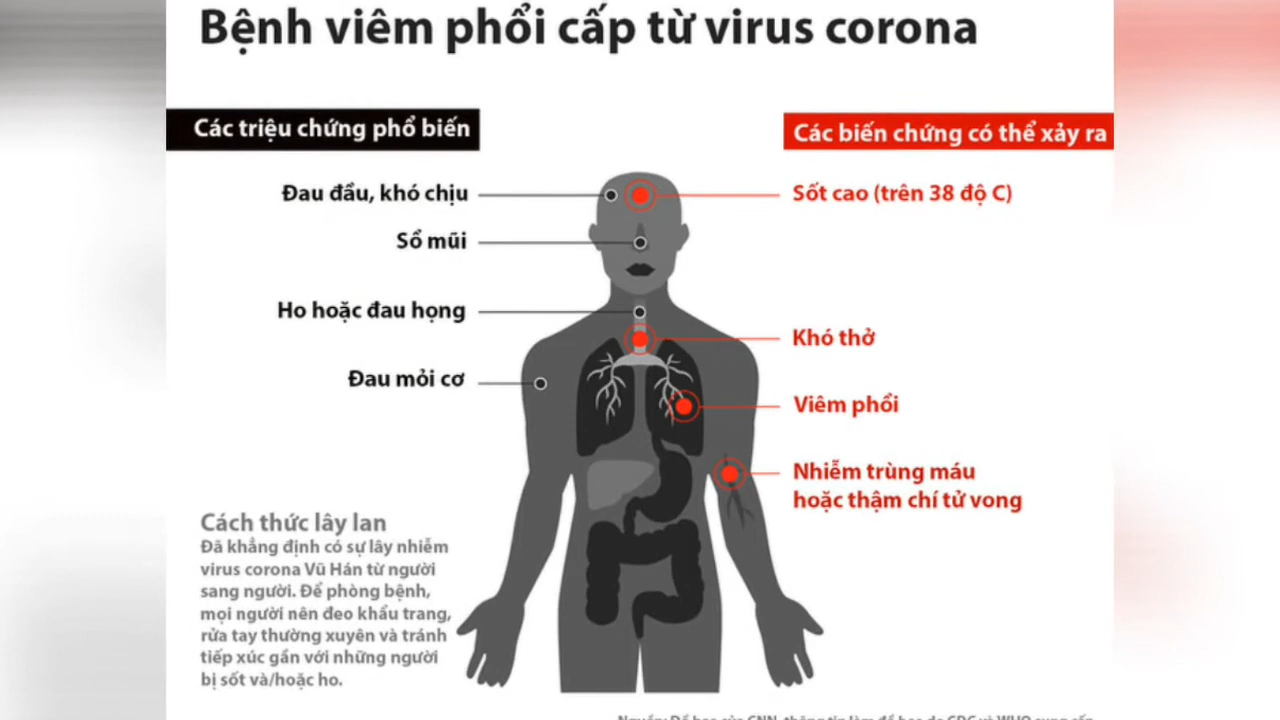 Bệnh viêm phổi cấp từ virus corona
Các triệu chứng phổ biến
Các biến chứng có thể xảy ra
Đau đầu, khó chịu
Sổ mũi
Ho hoặc đau họng
Đau mỏi cơ
Sốt cao (trên 38 độ C)
Khó thở
Viêm phổi
Nhiễm trùng máu
hoặc thậm chí tử vong
Cách thức lây lan
Đã khẳng định có sự lây nhiễm
virus corona Vũ Hán từ người
sang người. Để phòng bệnh,
mọi người nên đeo khẩu trang,
rửa tay thường xuyên và tránh
tiếp xúc gần với những người
bị sốt và/hoặc ho.